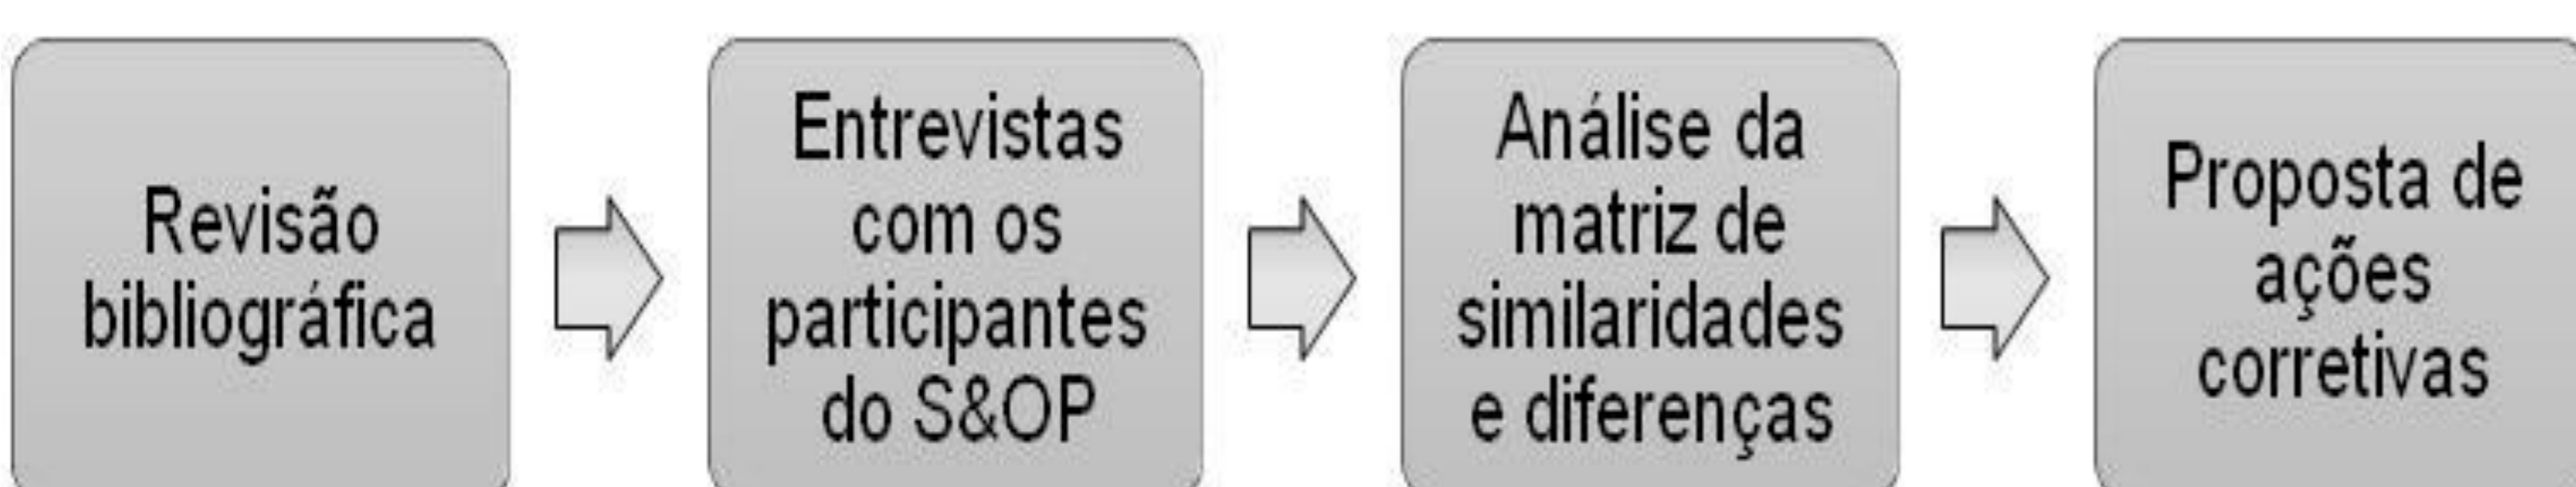 Revisão
bibliográfica
Entrevistas
com os
participantes
do S&OP
Análise da
matriz de
similaridades
e diferenças
Proposta de
ações
corretivas